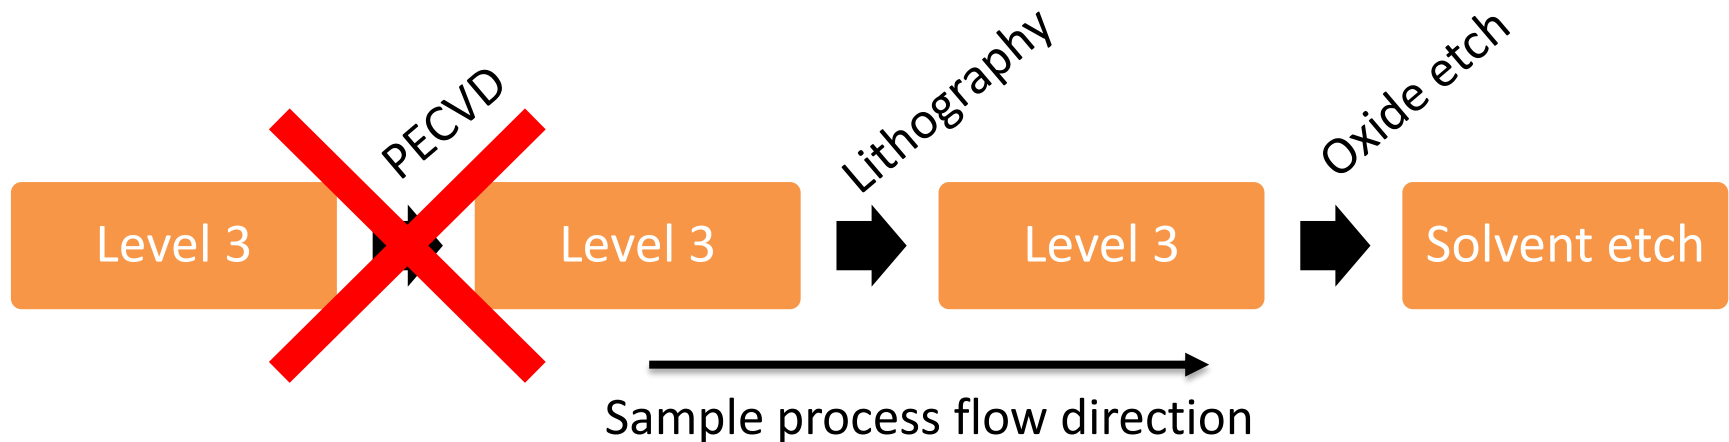 PECVD
Lithography
Oxide etch
Level 3
Level 3
Level 3
Solvent etch
Sample process flow direction